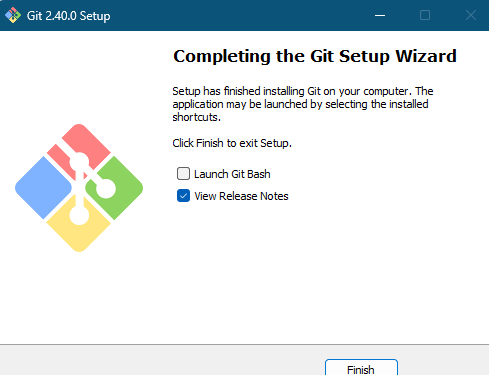 Git 2.40.0 Setup
Completing the Git Setup Wizard
Setup has finished installing Git on your computer. The
application may be launched by selecting the installed
shortcuts.
Click Finish to exit Setup.
Launch Git Bash
View Release Notes
Finish